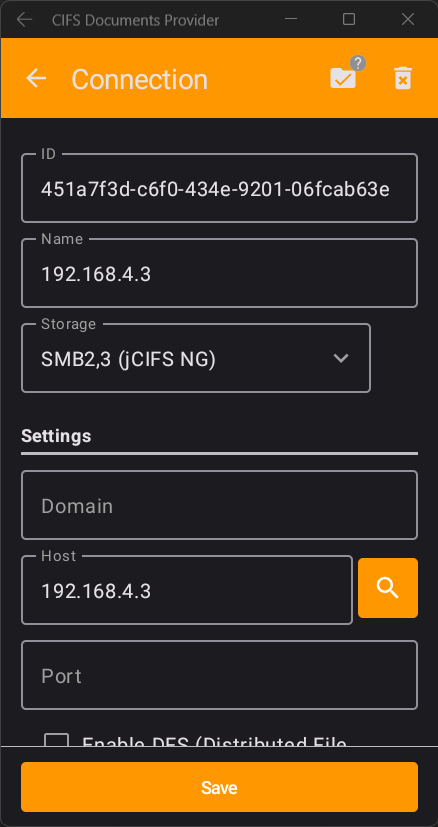 CIFS Documents Provider
Connection
?
ID
451a7f3d-c6f0-434e-9201-06fcab63e
Name
192.168.4.3
Storage
SMB2,3 (jCIFS NG)
Settings
Domain
Host
192.168.4.3
Port
Enable DFS (Distributed File
Save